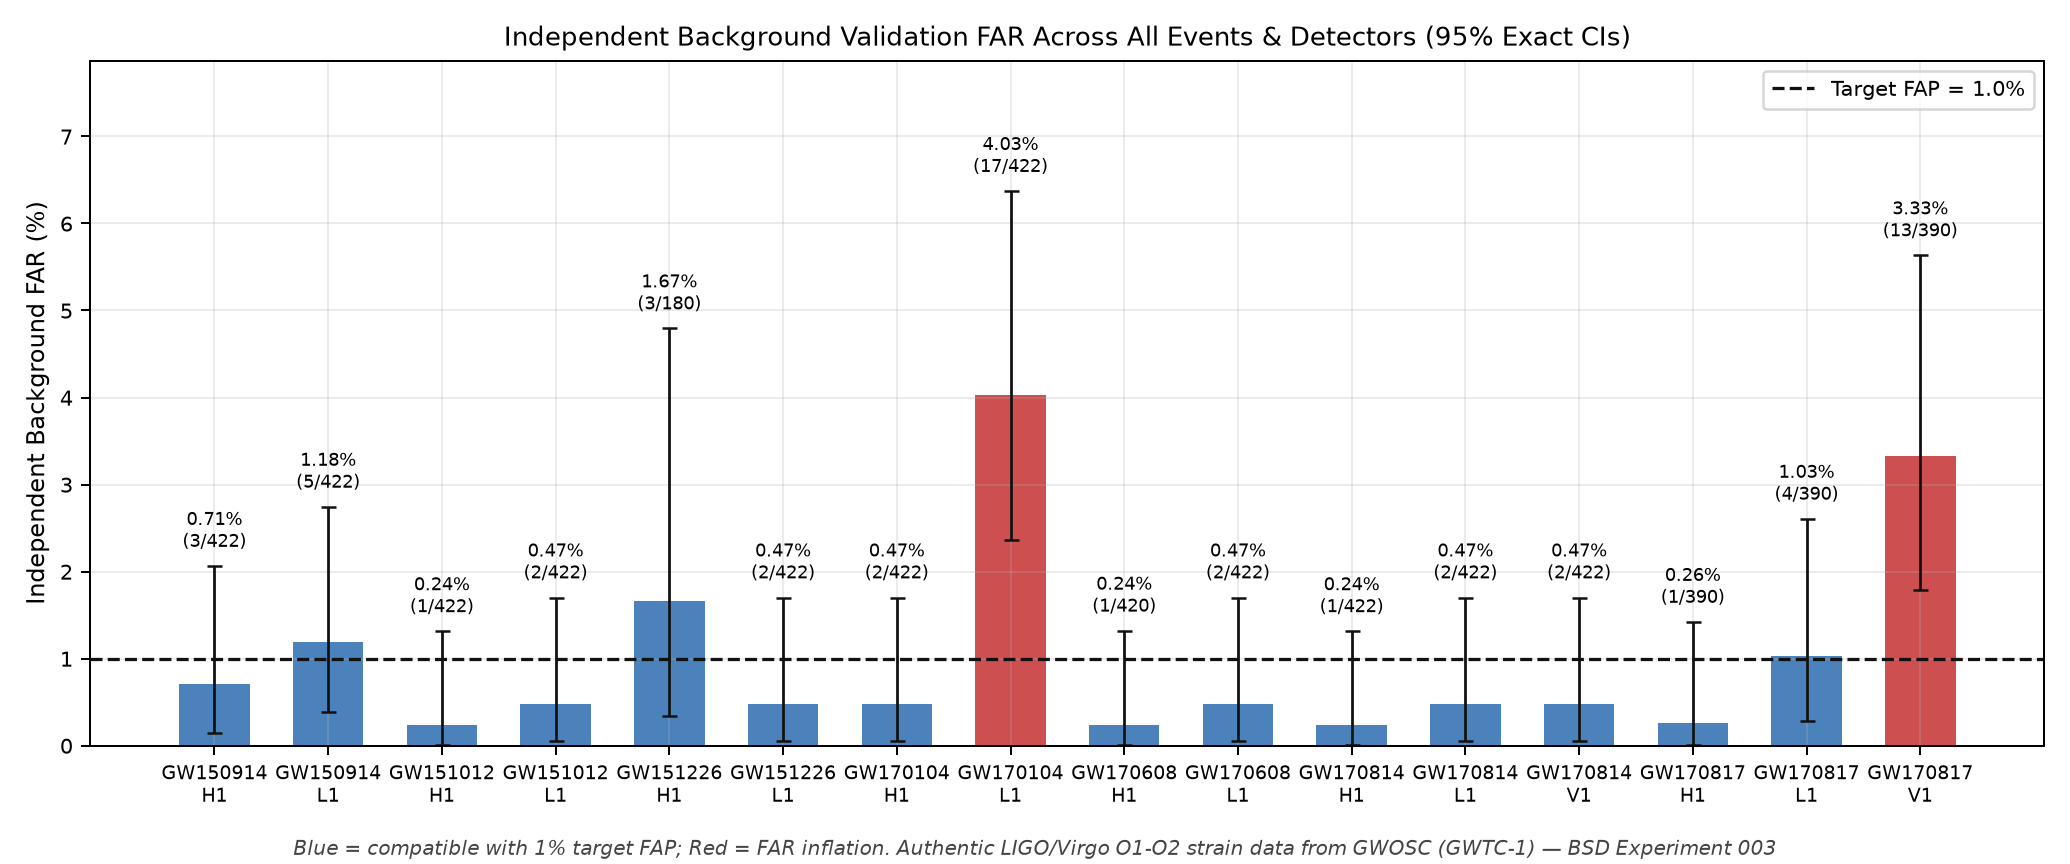 Independent Background Validation FAR Across All Events & Detectors (95% Exact CIs)
Target FAP = 1.0%
Independent Background FAR (%)
7
6
5
4
3
2
1
0
0.71%
(3/422)
1.18%
(5/422)
0.24%
(1/422)
0.47%
(2/422)
1.67%
(3/180)
0.47%
(2/422)
0.47%
(2/422)
4.03%
(17/422)
0.24%
(1/420)
0.47%
(2/422)
0.24%
(1/422)
0.47%
(2/422)
0.47%
(2/422)
0.26%
(1/390)
1.03%
(4/390)
3.33%
(13/390)
GW150914
H1
GW150914
L1
GW151012
H1
GW151012
L1
GW151226
H1
GW151226
L1
GW170104
H1
GW170104
L1
GW170608
H1
GW170608
L1
GW170814
H1
GW170814
L1
GW170814
V1
GW170817
H1
GW170817
L1
GW170817
V1
Blue = compatible with 1% target FAP; Red = FAR inflation. Authentic LIGO/Virgo O1-O2 strain data from GWOSC (GWTC-1) — BSD Experiment 003